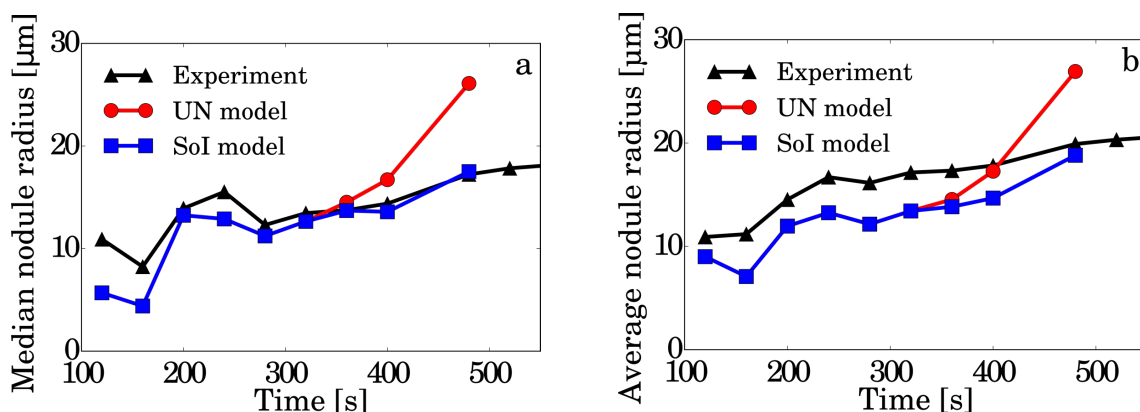 Median nodule radius [μm]
30
20
10
0
a
Experiment
UN model
SoI model
100
200
300
400
500
Time [s]
Average nodule radius [μm]
30
20
10
0
b
Experiment
UN model
SoI model
100
200
300
400
500
Time [s]